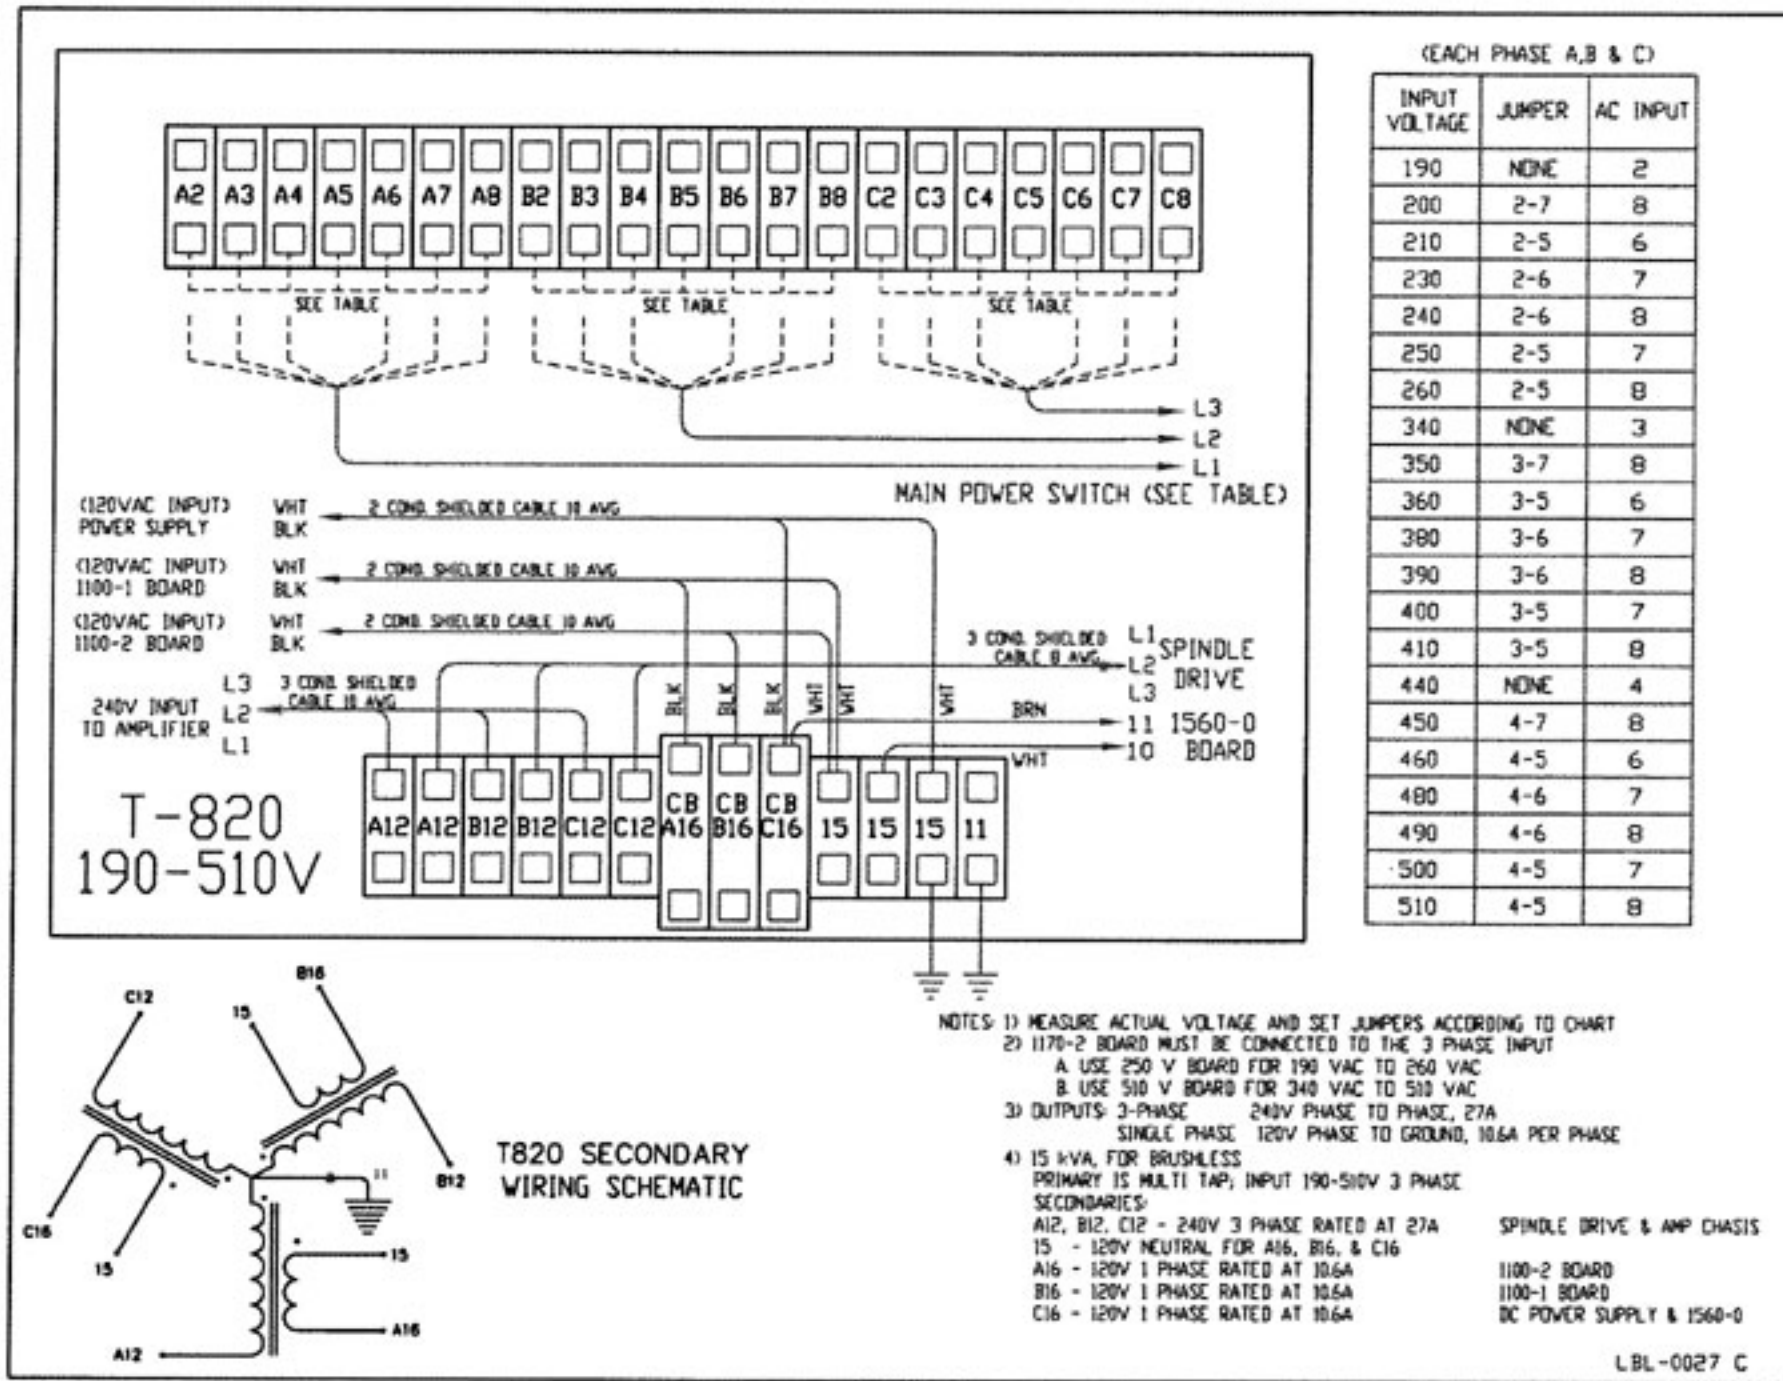 (EACH PHASE A,B & C)
INPUT VOLTAGE JUMPER AC INPUT
190 NONE 2
200 2-7 8
210 2-5 6
230 2-6 7
240 2-6 8
250 2-5 7
260 2-5 8
340 NONE 3
350 3-7 8
360 3-5 6
380 3-6 7
390 3-6 8
400 3-5 7
410 3-5 8
440 NONE 4
450 4-7 8
460 4-5 6
480 4-6 7
490 4-6 8
500 4-5 7
510 4-5 8
A2 A3 A4 A5 A6 A7 A8 B2 B3 B4 B5 B6 B7 B8 C2 C3 C4 C5 C6 C7 C8
SEE TABLE SEE TABLE SEE TABLE
L3
L2
L1
MAIN POWER SWITCH (SEE TABLE)
(120VAC INPUT) WHT 2 COND. SHIELDED CABLE 10 AWG
POWER SUPPLY BLK
(120VAC INPUT) WHT 2 COND. SHIELDED CABLE 10 AWG
1100-1 BOARD BLK
(120VAC INPUT) WHT 2 COND. SHIELDED CABLE 10 AWG
1100-2 BOARD BLK
3 COND. SHIELDED L1 SPINDLE
CABLE 8 AWG L2 DRIVE
L3
L3 3 COND. SHIELDED
240V INPUT L2 CABLE 10 AWG
TO AMPLIFIER L1
BLK BLK BLK WHT WHT WHT
BRN 11 1560-0
WHT 10 BOARD
T-820
190-510V
A12 A12 B12 B12 C12 C12 CB A16 CB B16 CB C16 15 15 15 11
C12
15
B16
B12
11
C16
15
15
A16
A12
T820 SECONDARY
WIRING SCHEMATIC
NOTES: 1) MEASURE ACTUAL VOLTAGE AND SET JUMPERS ACCORDING TO CHART
2) 1170-2 BOARD MUST BE CONNECTED TO THE 3 PHASE INPUT
A. USE 250 V BOARD FOR 190 VAC TO 260 VAC
B. USE 510 V BOARD FOR 340 VAC TO 510 VAC
3) OUTPUTS: 3-PHASE 240V PHASE TO PHASE, 27A
SINGLE PHASE 120V PHASE TO GROUND, 10.6A PER PHASE
4) 15 kVA, FOR BRUSHLESS
PRIMARY IS MULTI TAP; INPUT 190-510V 3 PHASE
SECONDARIES:
A12, B12, C12 - 240V 3 PHASE RATED AT 27A SPINDLE DRIVE & AMP CHASIS
15 - 120V NEUTRAL FOR A16, B16, & C16
A16 - 120V 1 PHASE RATED AT 10.6A 1100-2 BOARD
B16 - 120V 1 PHASE RATED AT 10.6A 1100-1 BOARD
C16 - 120V 1 PHASE RATED AT 10.6A DC POWER SUPPLY & 1560-0
LBL-0027 C